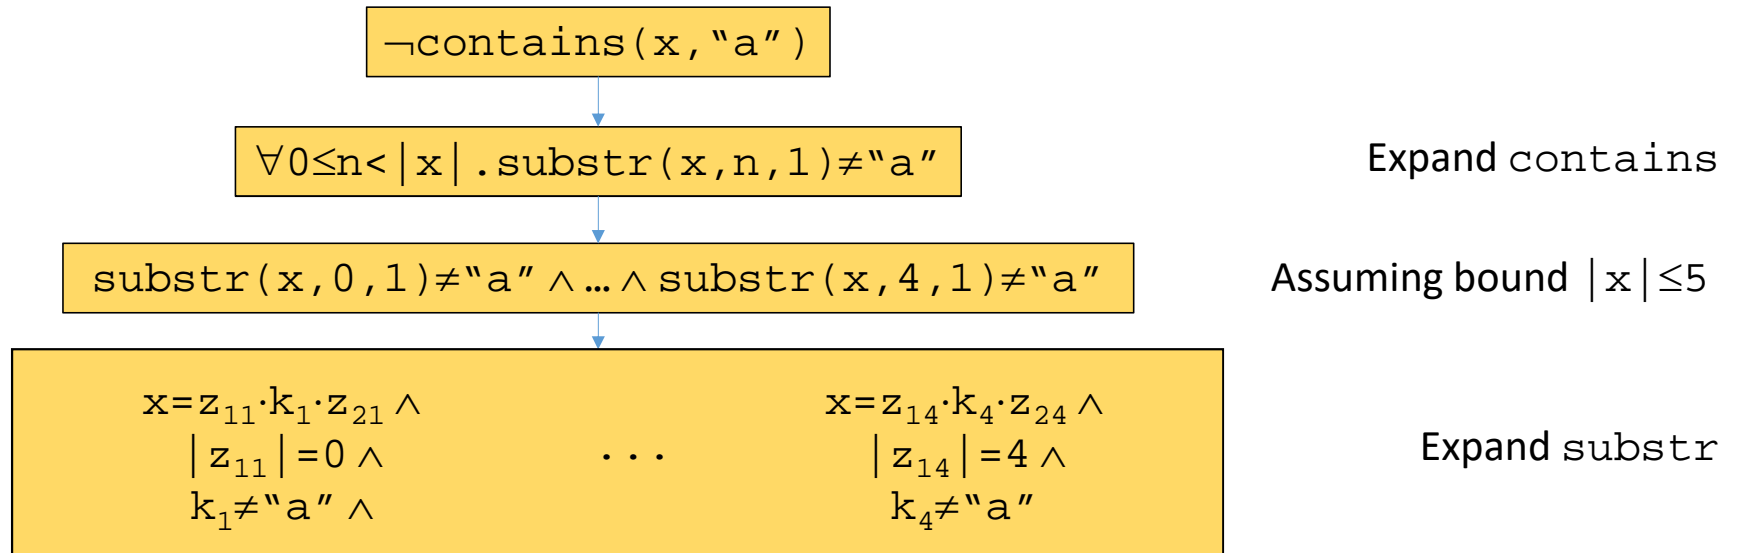 ¬contains(x,“a”)
∀0≤n<|x|.substr(x,n,1)≠“a”
Expand contains
substr(x,0,1)≠“a” ∧ … ∧ substr(x,4,1)≠“a”
Assuming bound |x|≤5
x=z₁₁·k₁·z₂₁ ∧
|z₁₁|=0 ∧
k₁≠“a” ∧
...
x=z₁₄·k₄·z₂₄ ∧
|z₁₄|=4 ∧
k₄≠“a”
Expand substr